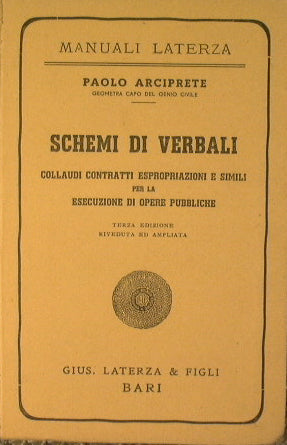 MANUALI LATERZA
PAOLO ARCIPRETE
GEOMETRA CAPO DEL GENIO CIVILE
SCHEMI DI VERBALI
COLLAUDI CONTRATTI ESPROPRIAZIONI E SIMILI
PER LA
ESECUZIONE DI OPERE PUBBLICHE
TERZA EDIZIONE
RIVEDUTA ED AMPLIATA
GIUS. LATERZA & FIGLI
BARI